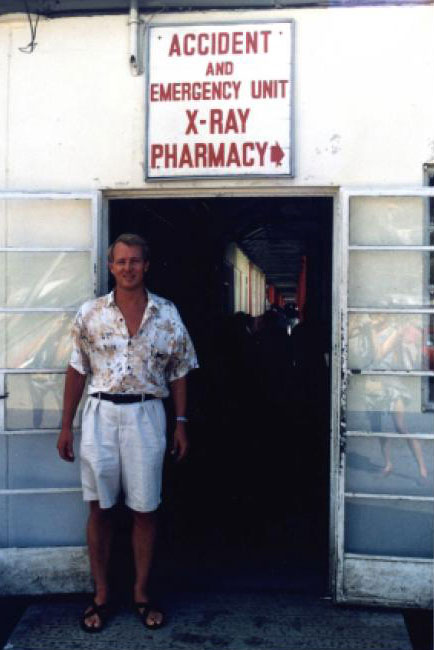 ACCIDENT
AND
EMERGENCY UNIT
X-RAY
PHARMACY